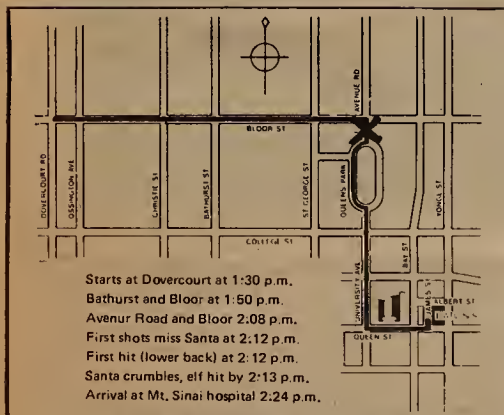 AVENUE RD
BLOOR ST
DOVERCOURT RD
OSSINGTON AVE
CHRISTIE ST
BATHURST ST
ST GEORGE ST
QUEENS PARK
YONGE ST
COLLEGE ST
BAY ST
UNIVERSITY AVE
JAMES ST
ALBERT ST
QUEEN ST
Starts at Dovercourt at 1:30 p.m.
Bathurst and Bloor at 1:50 p.m.
Avenur Road and Bloor 2:08 p.m.
First shots miss Santa at 2:12 p.m.
First hit (lower back) at 2:12 p.m.
Santa crumbles, elf hit by 2:13 p.m.
Arrival at Mt. Sinai hospital 2:24 p.m.